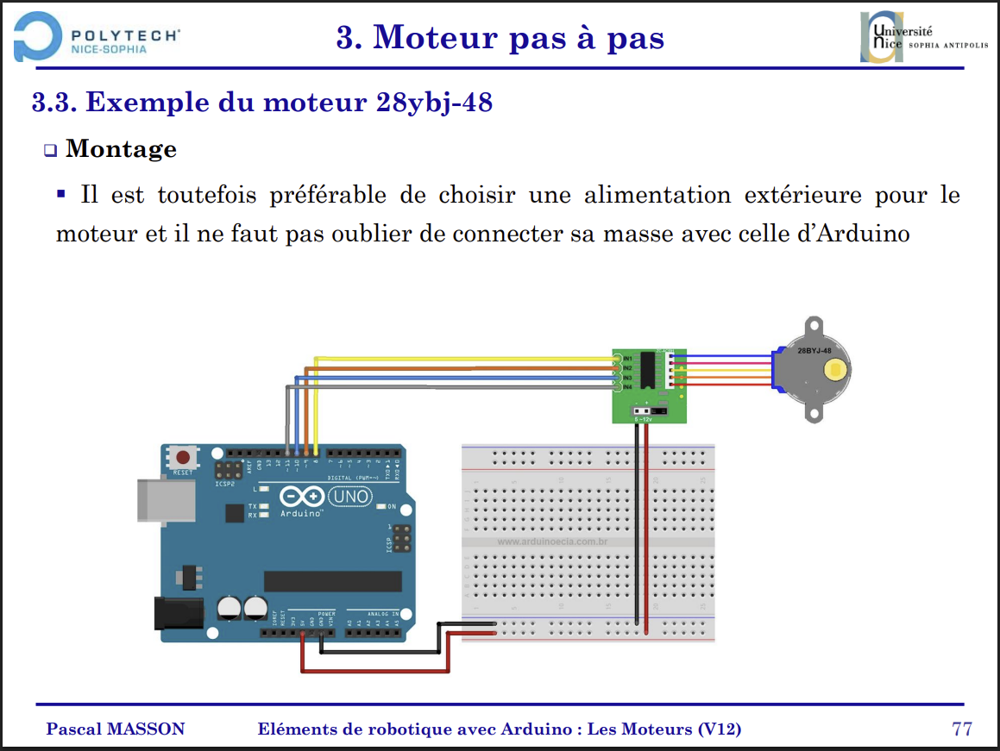 POLYTECH
NICE-SOPHIA
3. Moteur pas à pas
Université
Nice SOPHIA ANTIPOLIS
3.3. Exemple du moteur 28ybj-48
Montage
Il est toutefois préférable de choisir une alimentation extérieure pour le
moteur et il ne faut pas oublier de connecter sa masse avec celle d'Arduino
28BYJ-48
IN1
IN2
IN3
IN4
5-12V
RESET
ICSP2
AREF
GND
13
12
~11
~10
~9
8
7
~6
~5
4
~3
2
TX0▶1
RX0◀0
DIGITAL (PWM=~)
L
TX
RX
Arduino™
UNO
ON
1
ICSP
www.arduinoecia.com.br
POWER
ANALOG IN
IOREF
RESET
3V3
5V
GND
GND
VIN
A0
A1
A2
A3
A4
A5
Pascal MASSON
Eléments de robotique avec Arduino : Les Moteurs (V12)
77